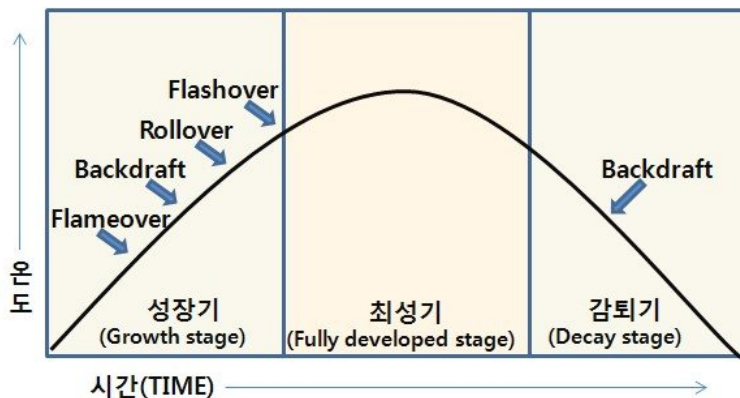 Flashover
Rollover
Backdraft
Backdraft
Flameover
온도
성장기
최성기
감퇴기
(Growth stage)
(Fully developed stage)
(Decay stage)
시간(TIME)